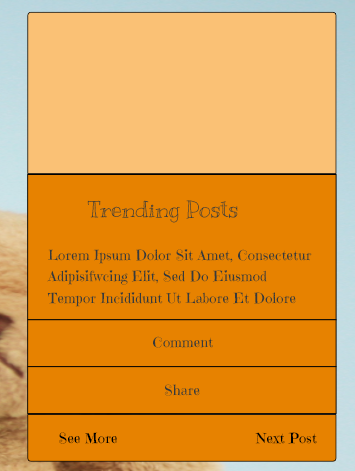 Trending Posts
Lorem Ipsum Dolor Sit Amet, Consectetur
Adipisifwcing Elit, Sed Do Eiusmod
Tempor Incididunt Ut Labore Et Dolore
Comment
Share
See More Next Post